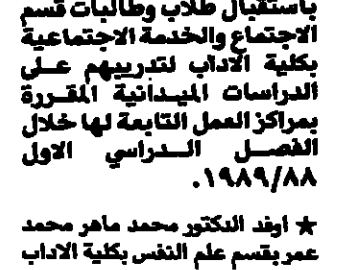 باستقبال طلاب وطالبات قسم
الاجتماع والخدمة الاجتماعية
بكلية الاداب لتدريبهم على
الدراسات الميدانية المقررة
بمراكز العمل التابعة لها خلال
الفصل الدراسي الاول
١٩٨٩/٨٨.
★ اوفد الدكتور محمد ماهر محمد
عمر بقسم علم النفس بكلية الاداب